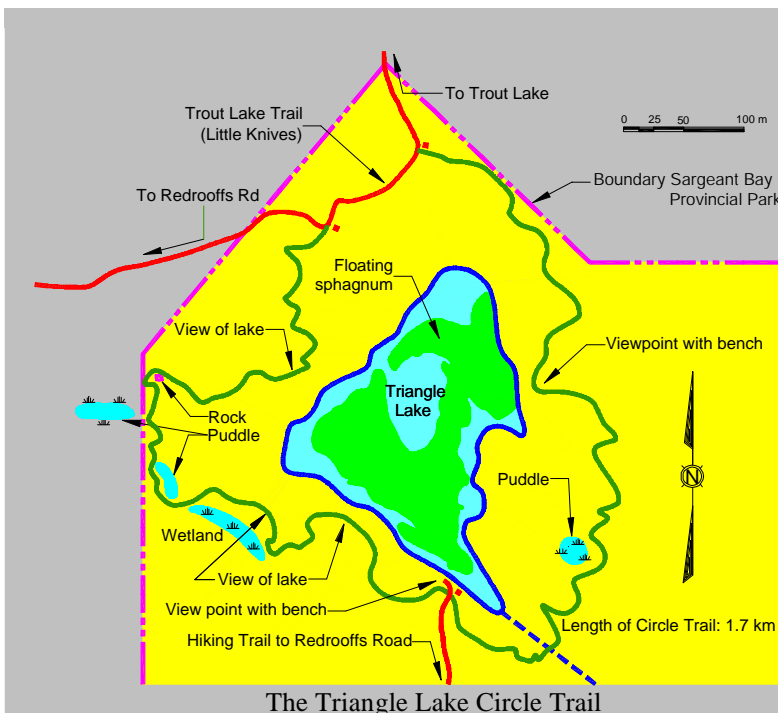 To Trout Lake
Trout Lake Trail
(Little Knives)
0 25 50 100 m
Boundary Sargeant Bay
Provincial Park
To Redrooffs Rd
Floating
sphagnum
View of lake
Viewpoint with bench
Triangle
Lake
Rock
Puddle
Puddle
N
Wetland
View of lake
View point with bench
Length of Circle Trail: 1.7 km
Hiking Trail to Redrooffs Road
The Triangle Lake Circle Trail